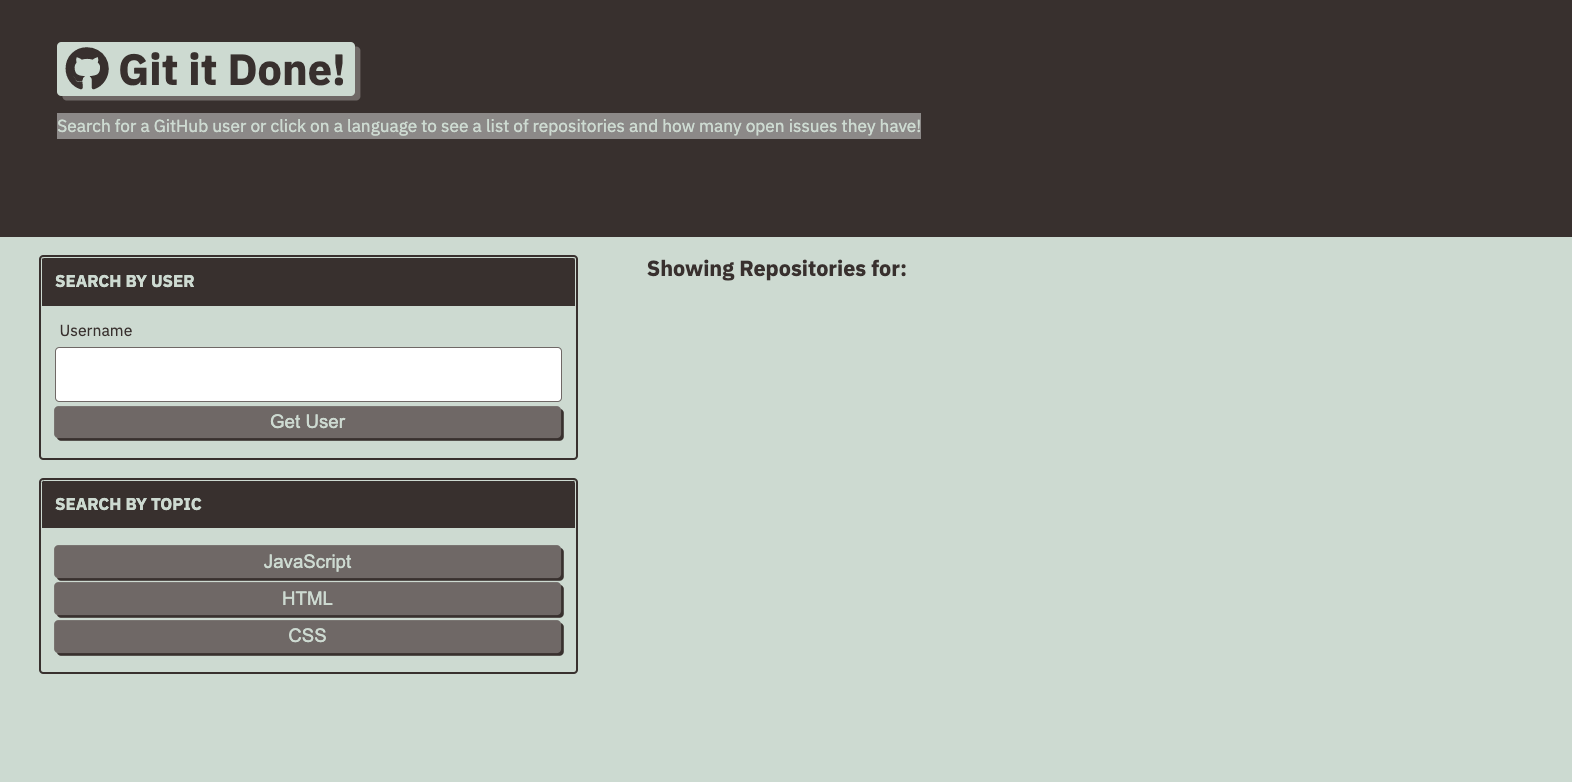 Git it Done!
Search for a GitHub user or click on a language to see a list of repositories and how many open issues they have!
SEARCH BY USER
Username
Get User
SEARCH BY TOPIC
JavaScript
HTML
CSS
Showing Repositories for: